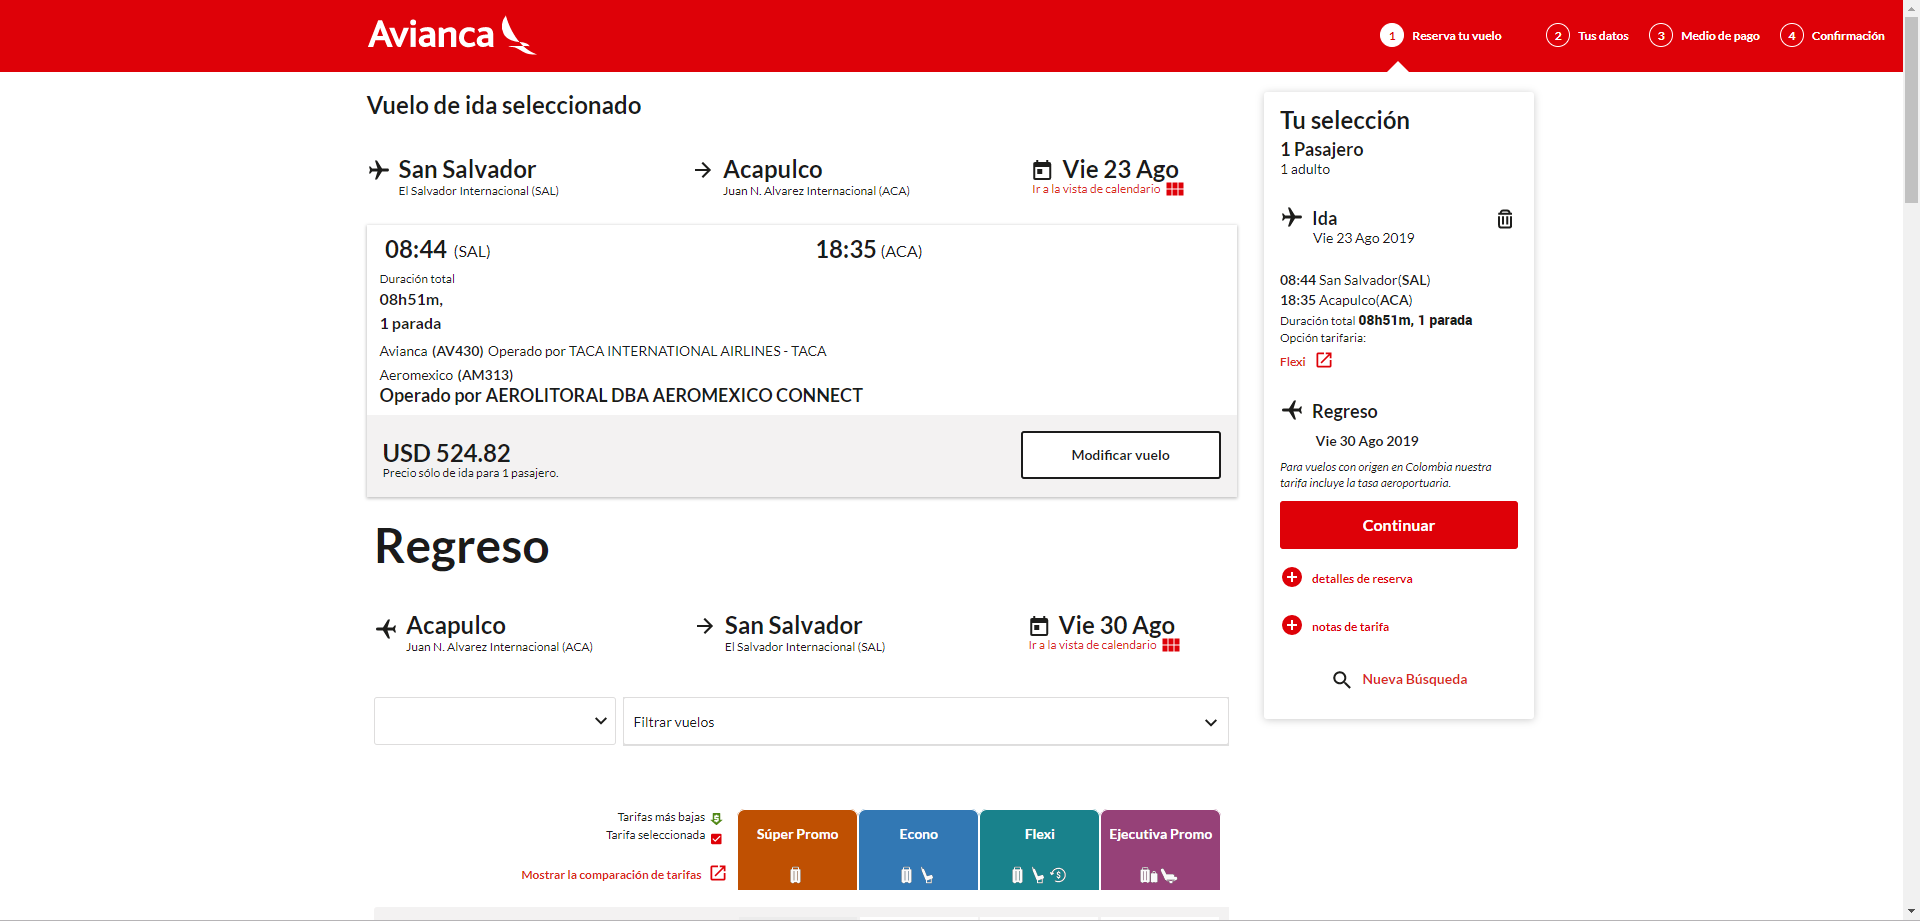 Avianca
1 Reserva tu vuelo
2 Tus datos
3 Medio de pago
4 Confirmación
Vuelo de ida seleccionado
San Salvador
El Salvador Internacional (SAL)
Acapulco
Juan N. Alvarez Internacional (ACA)
Vie 23 Ago
Ir a la vista de calendario
08:44 (SAL)
18:35 (ACA)
Duración total
08h51m,
1 parada
Avianca (AV430) Operado por TACA INTERNATIONAL AIRLINES - TACA
Aeromexico (AM313)
Operado por AEROLITORAL DBA AEROMEXICO CONNECT
USD 524.82
Precio sólo de ida para 1 pasajero.
Modificar vuelo
Regreso
Acapulco
Juan N. Alvarez Internacional (ACA)
San Salvador
El Salvador Internacional (SAL)
Vie 30 Ago
Ir a la vista de calendario
Filtrar vuelos
Tarifas más bajas
Tarifa seleccionada
Mostrar la comparación de tarifas
Súper Promo
Econo
Flexi
Ejecutiva Promo
Tu selección
1 Pasajero
1 adulto
Ida
Vie 23 Ago 2019
08:44 San Salvador(SAL)
18:35 Acapulco(ACA)
Duración total 08h51m, 1 parada
Opción tarifaria:
Flexi
Regreso
Vie 30 Ago 2019
Para vuelos con origen en Colombia nuestra
tarifa incluye la tasa aeroportuaria.
Continuar
detalles de reserva
notas de tarifa
Nueva Búsqueda